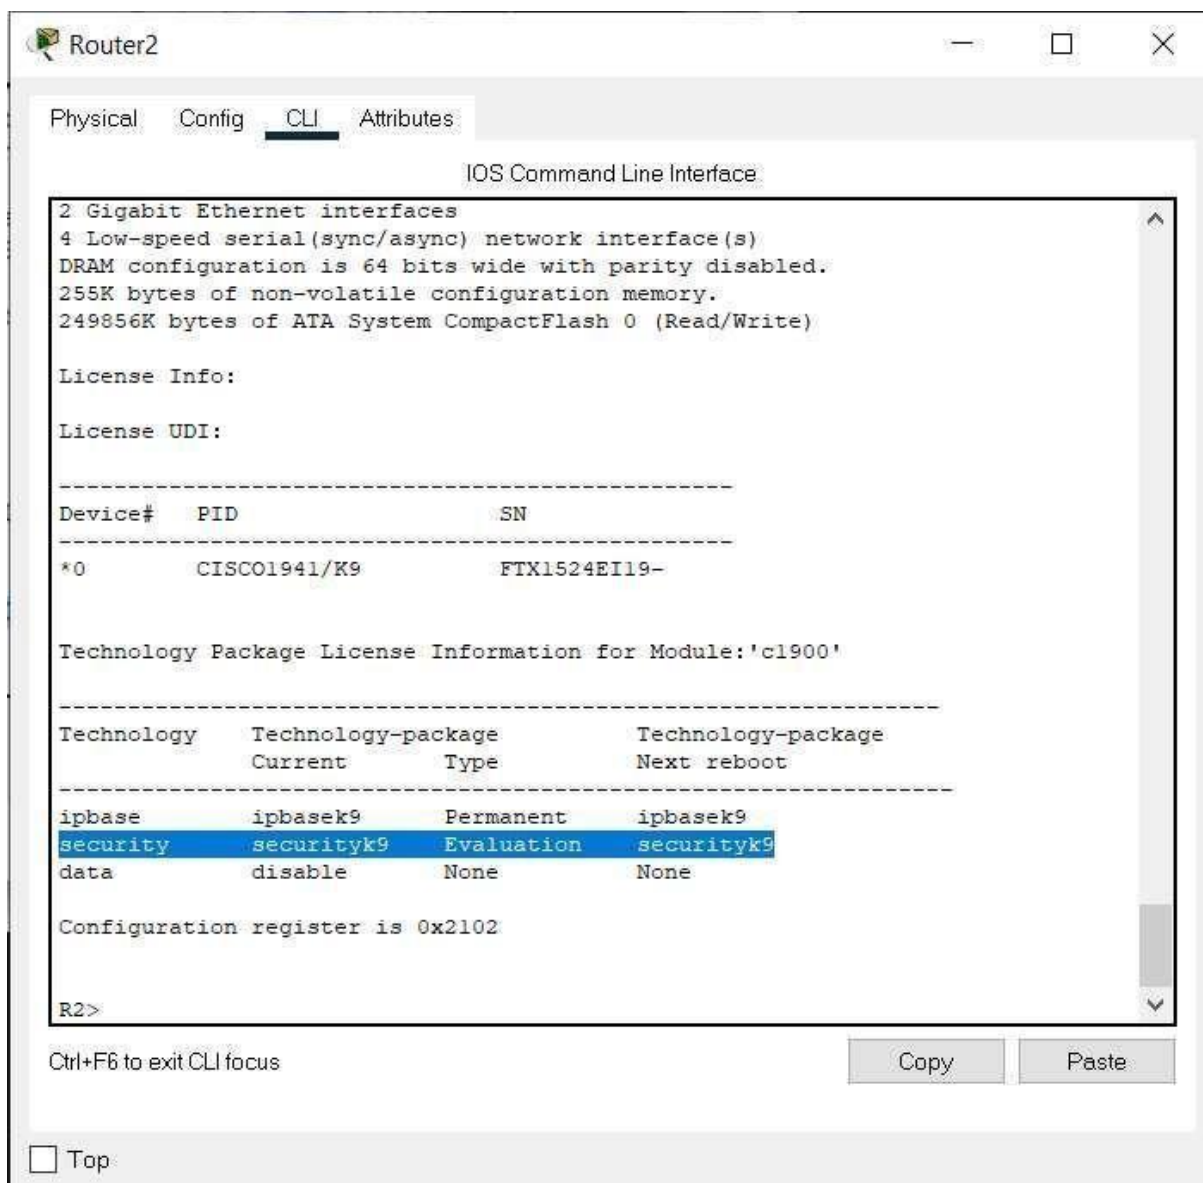 Router2
Physical Config CLI Attributes
IOS Command Line Interface
2 Gigabit Ethernet interfaces
4 Low-speed serial(sync/async) network interface(s)
DRAM configuration is 64 bits wide with parity disabled.
255K bytes of non-volatile configuration memory.
249856K bytes of ATA System CompactFlash 0 (Read/Write)
License Info:
License UDI:
-------------------------------------------------
Device# PID SN
-------------------------------------------------
*0 CISCO1941/K9 FTX1524EI19-
Technology Package License Information for Module:'c1900'
----------------------------------------------------------------
Technology Technology-package Technology-package
Current Type Next reboot
-----------------------------------------------------------------
ipbase ipbasek9 Permanent ipbasek9
security securityk9 Evaluation securityk9
data disable None None
Configuration register is 0x2102
R2>
Ctrl+F6 to exit CLI focus
Copy Paste
Top